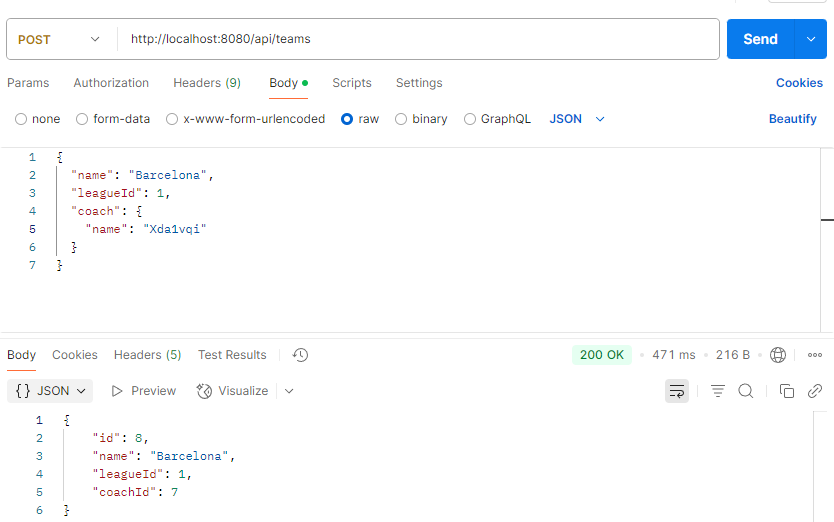 POST http://localhost:8080/api/teams Send
Params Authorization Headers (9) Body Scripts Settings Cookies
none form-data x-www-form-urlencoded raw binary GraphQL JSON Beautify
1 {
2 "name": "Barcelona",
3 "leagueId": 1,
4 "coach": {
5 "name": "Xda1vqi"
6 }
7 }
Body Cookies Headers (5) Test Results 200 OK • 471 ms • 216 B •
{} JSON Preview Visualize
1 {
2 "id": 8,
3 "name": "Barcelona",
4 "leagueId": 1,
5 "coachId": 7
6 }